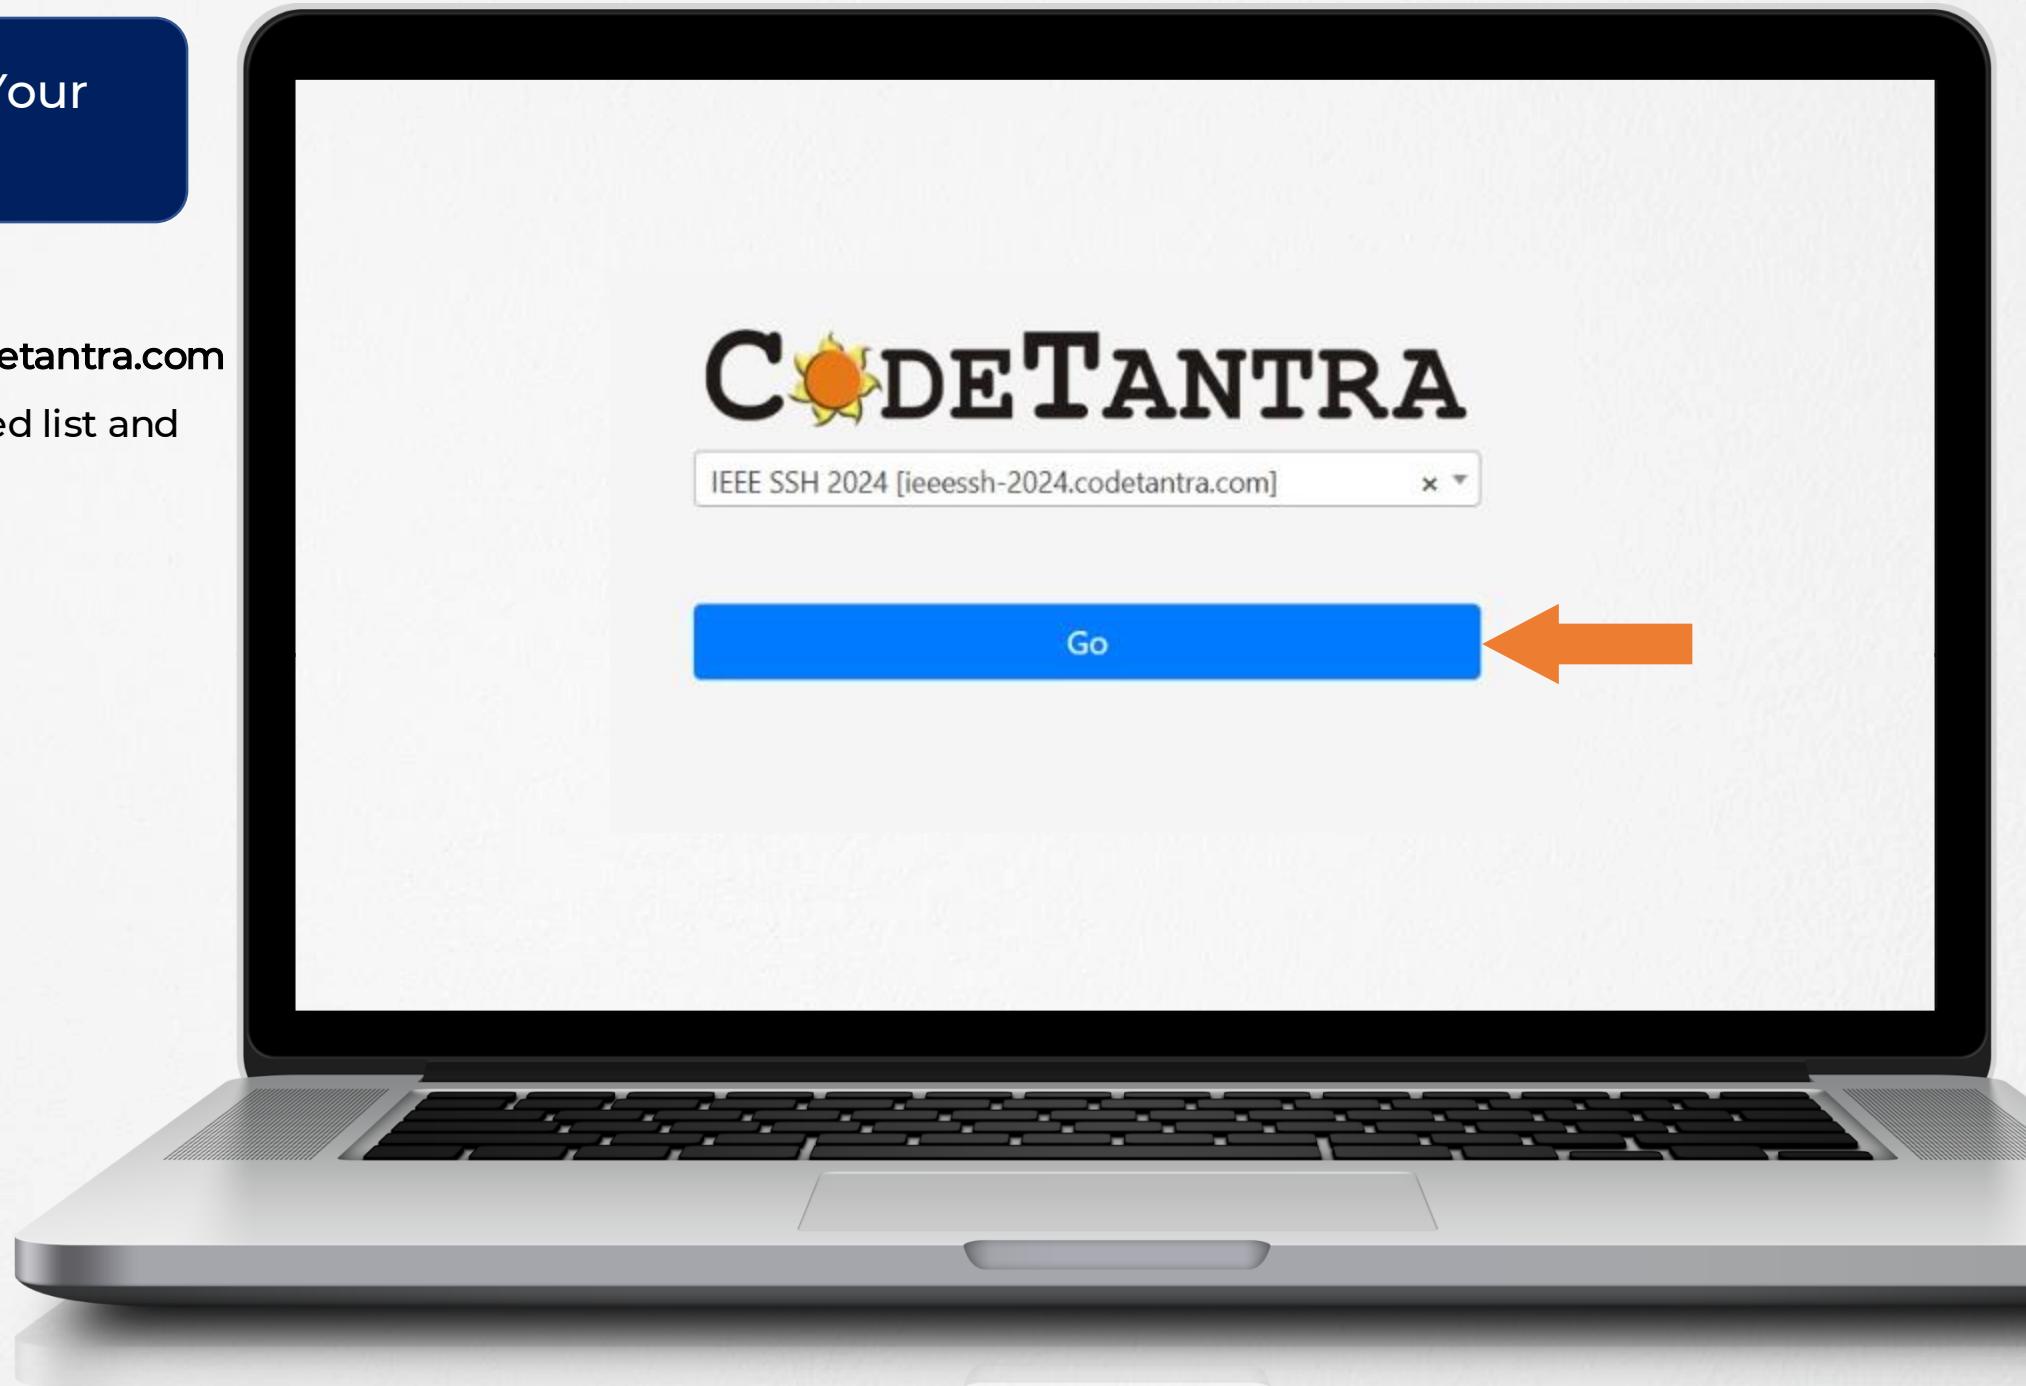 Your
etantra.com
ed list and
CODETANTRA
IEEE SSH 2024 [ieeessh-2024.codetantra.com] ×
Go